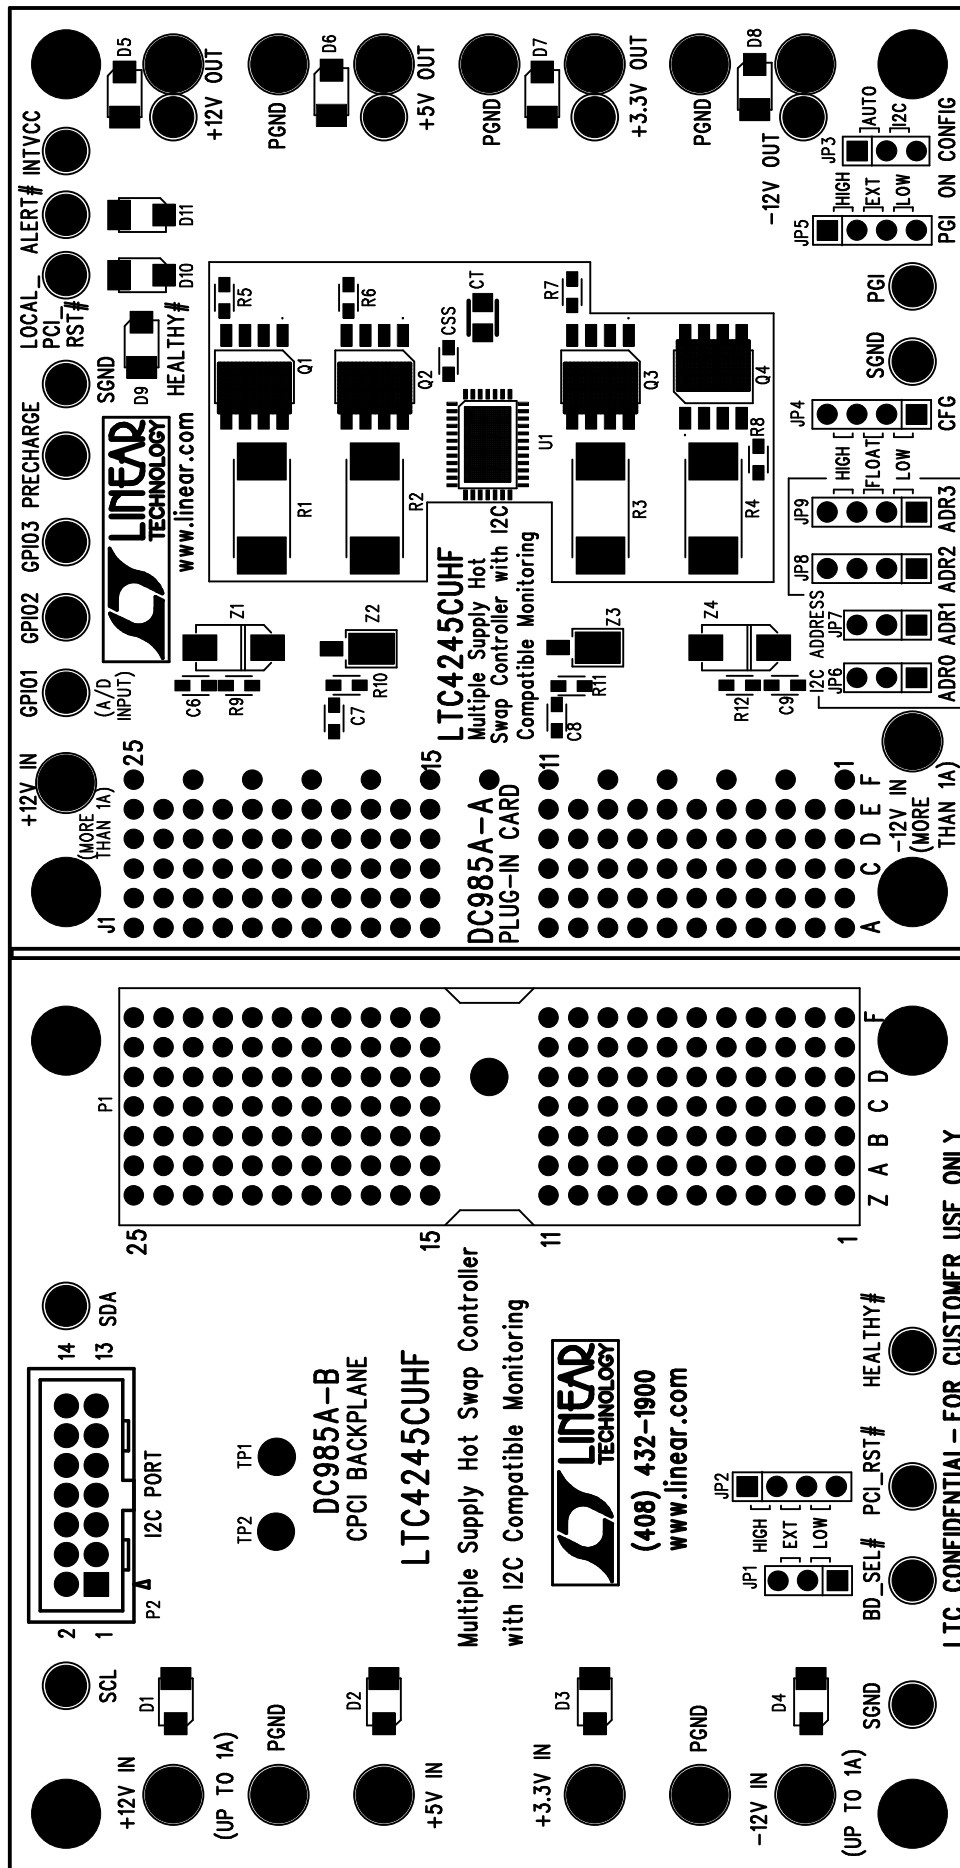 D5
+12V OUT
PGND
D6
+5V OUT
PGND
D7
+3.3V OUT
PGND
D8
-12V OUT
INTVCC
ALERT#
LOCAL_
PCI_
RST#
D11
D10
D9
HEALTHY#
SGND
PRECHARGE
GPIO3
GPIO2
GPIO1
(A/D
INPUT)
+12V IN
(MORE
THAN 1A)
LINEAR
TECHNOLOGY
www.linear.com
JP3
]AUTO
]I2C
ON CONFIG
JP5
]HIGH
]EXT
]LOW
PGI
PGI
SGND
JP4
HIGH [
[FLOAT[
LOW [
CFG
JP9
ADR3
JP8
ADR2
JP7
ADR1
JP6
ADR0
I2C ADDRESS
R5
R6
R7
R8
CT
CSS
Q1
Q2
Q3
Q4
U1
R1
R2
R3
R4
Z1
Z2
Z3
Z4
C6
R9
C7
R10
C8
R11
R12
C9
LTC4245CUHF
Multiple Supply Hot
Swap Controller with I2C
Compatible Monitoring
25
15
11
1
J1
A C D E F
DC985A-A
PLUG-IN CARD
-12V IN
(MORE
THAN 1A)
P1
25
15
11
1
Z A B C D F
SDA
14
13
I2C PORT
P2
2
1
SCL
TP1
TP2
DC985A-B
CPCI BACKPLANE
LTC4245CUHF
Multiple Supply Hot Swap Controller
with I2C Compatible Monitoring
LINEAR
TECHNOLOGY
(408) 432-1900
www.linear.com
JP2
HIGH [
] EXT [
] LOW [
JP1
HEALTHY#
PCI_RST#
BD_SEL#
SGND
D1
D2
D3
D4
+12V IN
(UP TO 1A)
PGND
+5V IN
+3.3V IN
PGND
-12V IN
(UP TO 1A)
LTC CONFIDENTIAL-FOR CUSTOMER USE ONLY